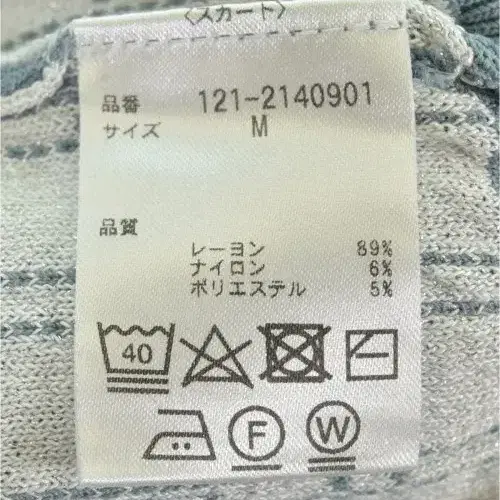 〈スカート〉
品番 121-2140901
サイズ M
品質
レーヨン 89%
ナイロン 6%
ポリエステル 5%
40
F W